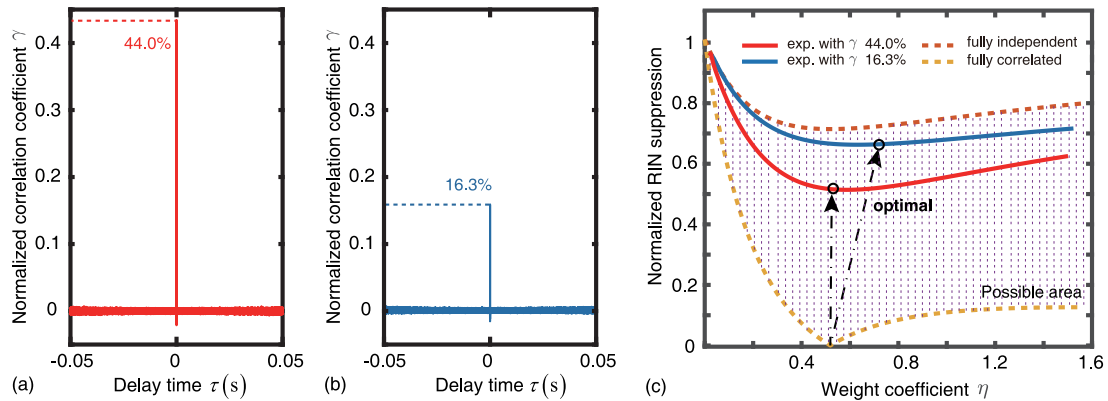 Normalized correlation coefficient γ
0.4
0.3
0.2
0.1
0
44.0%
-0.05
0
0.05
(a)
Delay time τ(s)
Normalized correlation coefficient γ
0.4
0.3
0.2
0.1
0
16.3%
-0.05
0
0.05
(b)
Delay time τ(s)
Normalized RIN suppression
1
0.8
0.6
0.4
0.2
0
exp. with γ 44.0%
fully independent
exp. with γ 16.3%
fully correlated
optimal
Possible area
0.4
0.8
1.2
1.6
(c)
Weight coefficient η